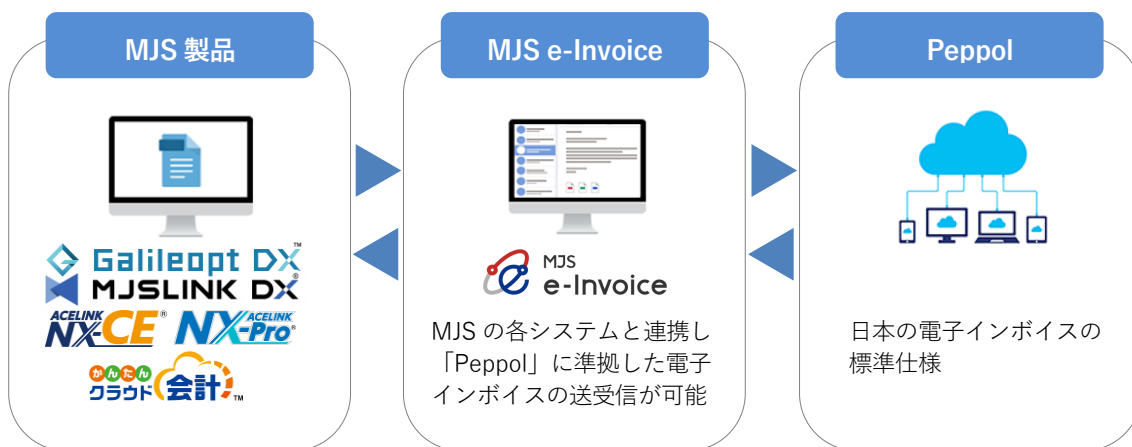 MJS 製品
Galileopt DX™
MJSLINK DX®
ACELINK
NX-CE®
ACELINK
NX-Pro®
かんたん
クラウド会計™
MJS e-Invoice
MJS
e-Invoice
MJS の各システムと連携し
「Peppol」に準拠した電子
インボイスの送受信が可能
Peppol
日本の電子インボイスの
標準仕様